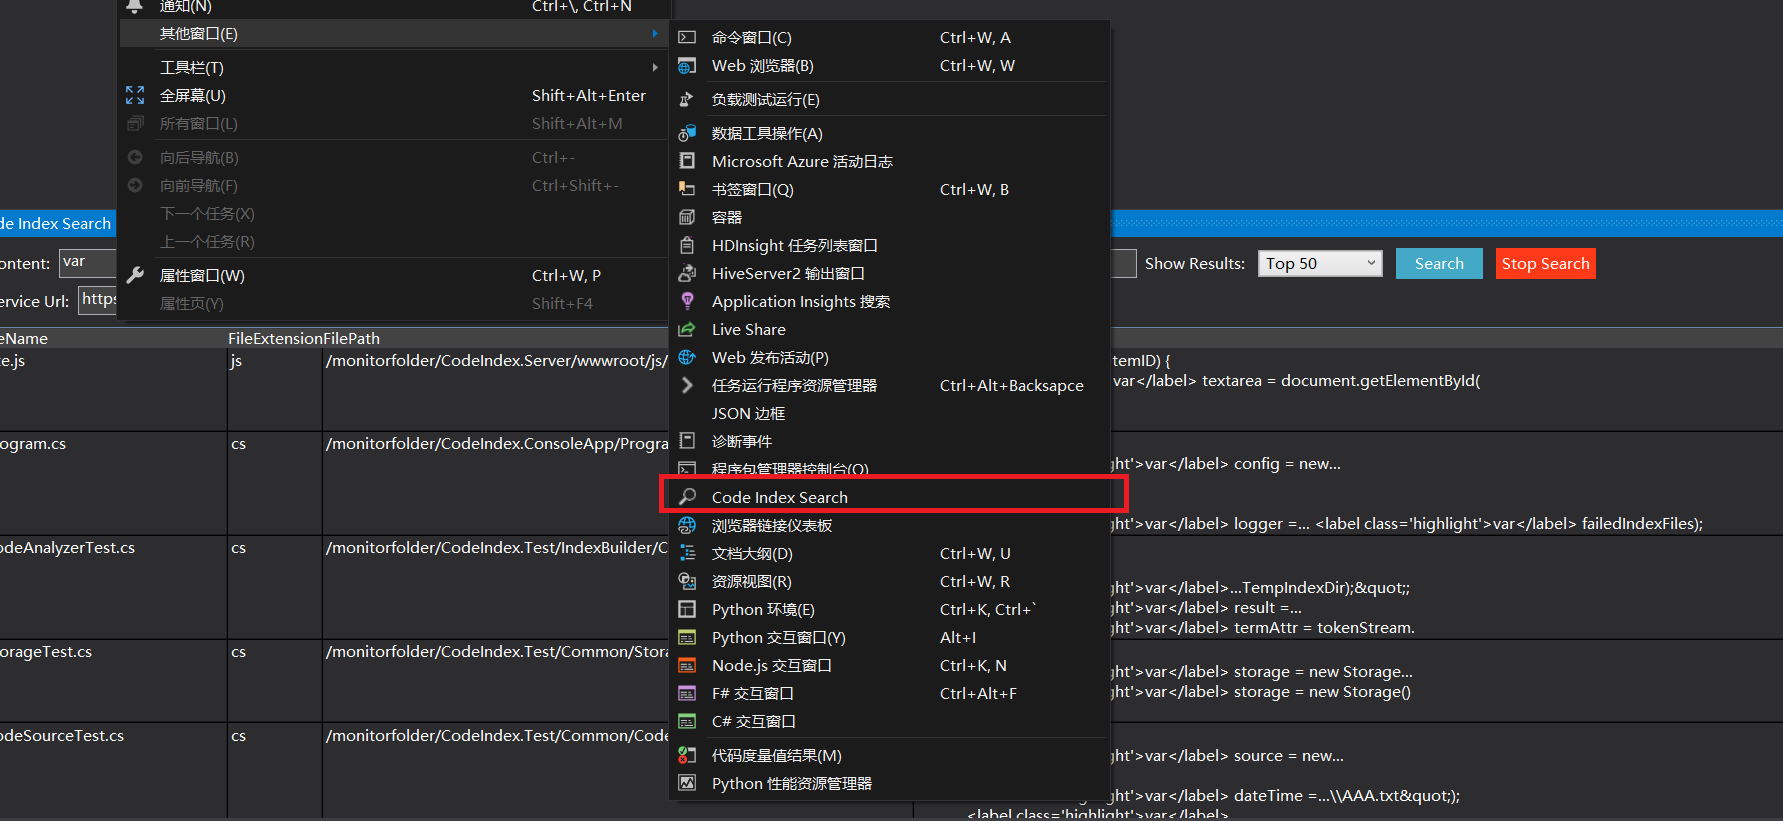 通知(N) Ctrl+\, Ctrl+N
其他窗口(E)
工具栏(T)
全屏幕(U) Shift+Alt+Enter
所有窗口(L) Shift+Alt+M
向后导航(B) Ctrl+-
向前导航(F) Ctrl+Shift+-
下一个任务(X)
上一个任务(R)
属性窗口(W) Ctrl+W, P
属性页(Y) Shift+F4
命令窗口(C) Ctrl+W, A
Web 浏览器(B) Ctrl+W, W
负载测试运行(E)
数据工具操作(A)
Microsoft Azure 活动日志
书签窗口(Q) Ctrl+W, B
容器
HDInsight 任务列表窗口
HiveServer2 输出窗口
Application Insights 搜索
Live Share
Web 发布活动(P)
任务运行程序资源管理器 Ctrl+Alt+Backsapce
JSON 边框
诊断事件
程序包管理器控制台(O)
Code Index Search
浏览器链接仪表板
文档大纲(D) Ctrl+W, U
资源视图(R) Ctrl+W, R
Python 环境(E) Ctrl+K, Ctrl+`
Python 交互窗口(Y) Alt+I
Node.js 交互窗口 Ctrl+K, N
F# 交互窗口 Ctrl+Alt+F
C# 交互窗口
代码度量值结果(M)
Python 性能资源管理器
de Index Search
ontent: var Show Results: Top 50 Search Stop Search
ervice Url: https
eName FileExtension FilePath
te.js js /monitorfolder/CodeIndex.Server/wwwroot/js/ temID) {
var</label> textarea = document.getElementById(
ogram.cs cs /monitorfolder/CodeIndex.ConsoleApp/Progra
ght'>var</label> config = new...
ght'>var</label> logger =... <label class='highlight'>var</label> failedIndexFiles);
odeAnalyzerTest.cs cs /monitorfolder/CodeIndex.Test/IndexBuilder/C
ght'>var</label>...TempIndexDir);&quot;;
ght'>var</label> result =...
ght'>var</label> termAttr = tokenStream.
orageTest.cs cs /monitorfolder/CodeIndex.Test/Common/Stora
ght'>var</label> storage = new Storage...
ght'>var</label> storage = new Storage()
odeSourceTest.cs cs /monitorfolder/CodeIndex.Test/Common/Code
ght'>var</label> source = new...
ght'>var</label> dateTime =...\\AAA.txt&quot;);
<label class='highlight'>var</label>